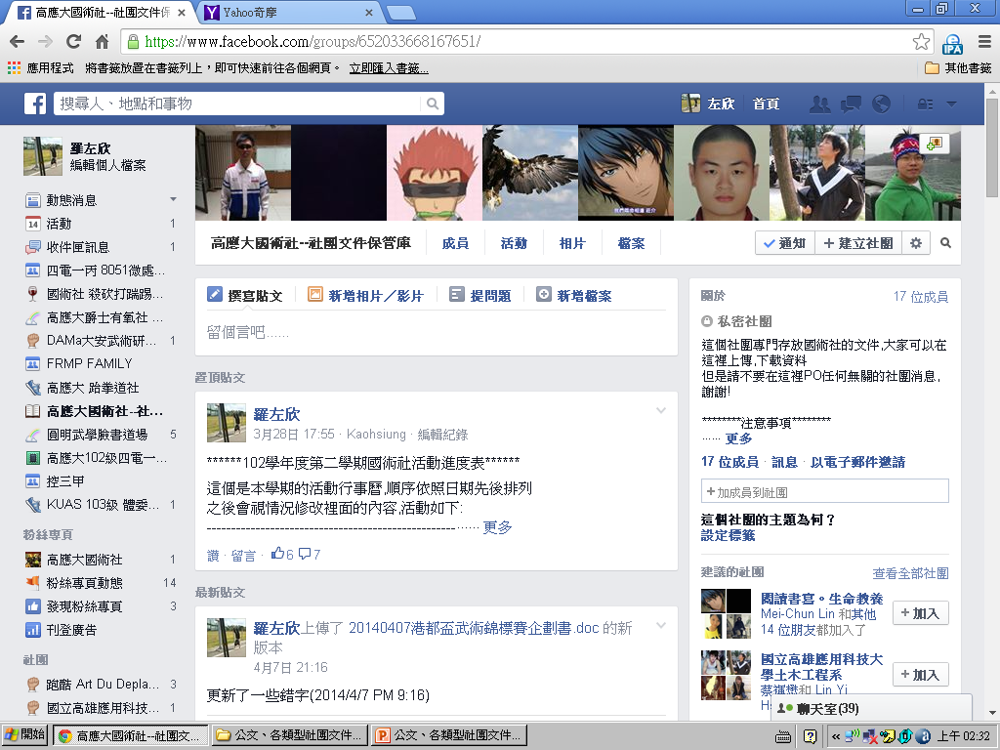 高應大國術社--社團文件保
Yahoo奇摩
https://www.facebook.com/groups/652033668167651/
IPA
應用程式 將書籤放置在書籤列上，即可快速前往各個網頁。 立即匯入書籤...
其他書籤
搜尋人、地點和事物
左欣 首頁
羅左欣
編輯個人檔案
動態消息
14 活動 1
收件匣訊息 1
四電一丙 8051微處...
國術社 殺砍打踹踢...
高應大爵士有氧社 ...
DAMa大安武術研... 1
FRMP FAMILY
高應大 跆拳道社
高應大國術社--社...
圓明武學臉書道場 5
高應大102級四電一...
控三甲
KUAS 103級 體委... 1
粉絲專頁
高應大國術社 1
粉絲專頁動態 14
發現粉絲專頁 3
刊登廣告
社團
跑酷 Art Du Depla... 3
國立高雄應用科技... 1
高應大國術社--社團文件保管庫 成員 活動 相片 檔案
通知 + 建立社團
撰寫貼文 新增相片／影片 提問題 新增檔案
留個言吧......
置頂貼文
羅左欣
3月28日 17:55 · Kaohsiung · 編輯紀錄
******102學年度第二學期國術社活動進度表******
這個是本學期的活動行事曆,順序依照日期先後排列
之後會視情況修改裡面的內容,活動如下:
------------------------------------------------...... 更多
讚 · 留言 · 6 7
最新貼文
羅左欣上傳了 20140407港都盃武術錦標賽企劃書.doc 的新
版本
4月7日 21:16
更新了一些錯字(2014/4/7 PM 9:16)
關於 17 位成員
私密社團
這個社團專門存放國術社的文件,大家可以在
這裡上傳,下載資料
但是請不要在這裡PO任何無關的社團消息,
謝謝!
********注意事項********
...... 更多
17 位成員 · 訊息 · 以電子郵件邀請
+加成員到社團
這個社團的主題為何？
設定標籤
建議的社團 查看全部社團
閱讀書寫。生命教養
Mei-Chun Lin 和其他
14 位朋友都加入了
+ 加入
國立高雄應用科技大
學土木工程系
+ 加入
聊天室(39)
開始 高應大國術社--社團文... 公文、各類型社團文件... 公文、各類型社團文件... 上午 02:32